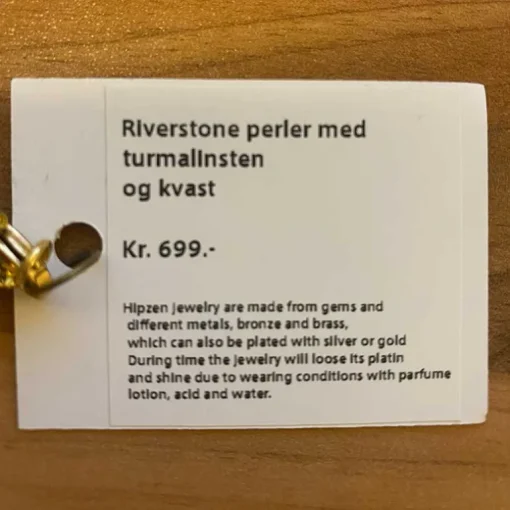 Riverstone perler med
turmalinsten
og kvast
Kr. 699.-
Hipzen jewelry are made from gems and
different metals, bronze and brass,
which can also be plated with silver or gold
During time the jewelry will loose its platin
and shine due to wearing conditions with parfume
lotion, acid and water.